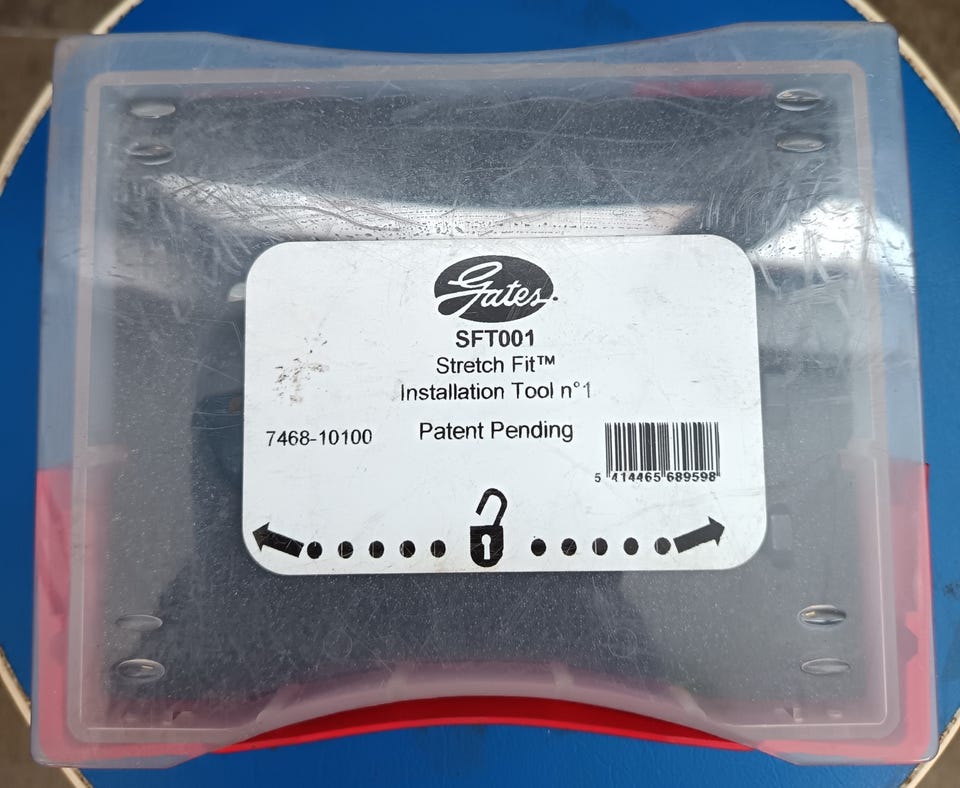 Gates
SFT001
Stretch Fit™
Installation Tool n°1
7468-10100
Patent Pending
5 414465 689598